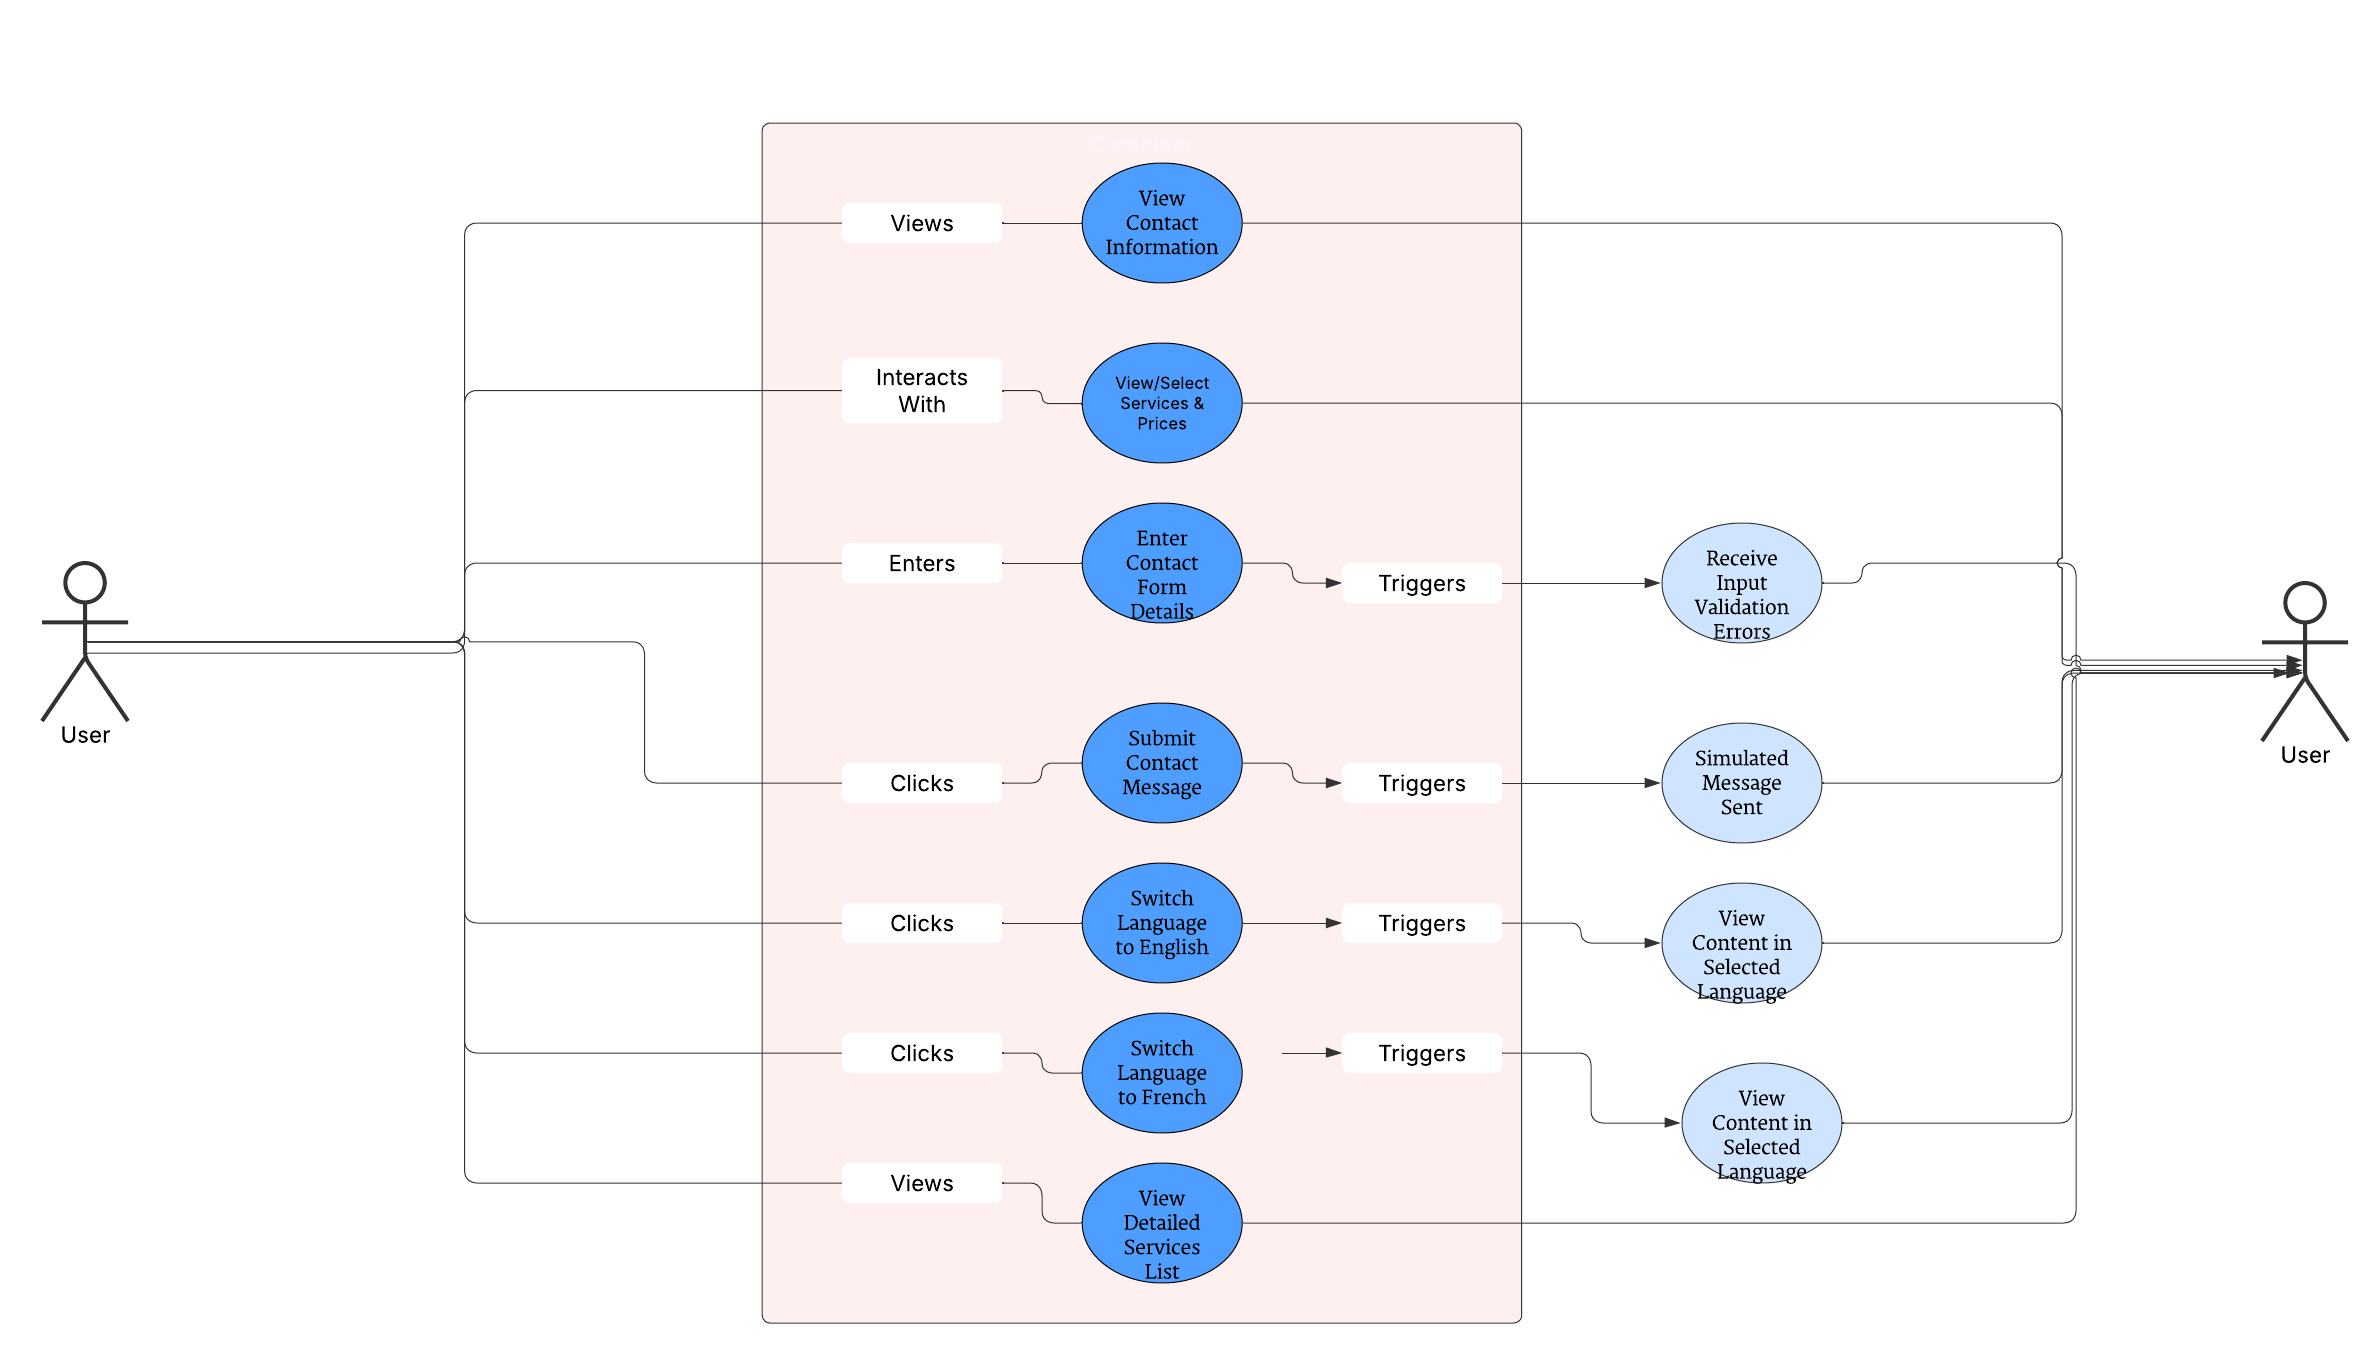 Views
View
Contact
Information
Interacts
With
View/Select
Services &
Prices
Enters
Enter
Contact
Form
Details
Triggers
Receive
Input
Validation
Errors
User
User
Clicks
Submit
Contact
Message
Triggers
Simulated
Message
Sent
Clicks
Switch
Language
to English
Triggers
View
Content in
Selected
Language
Clicks
Switch
Language
to French
Triggers
View
Content in
Selected
Language
Views
View
Detailed
Services
List